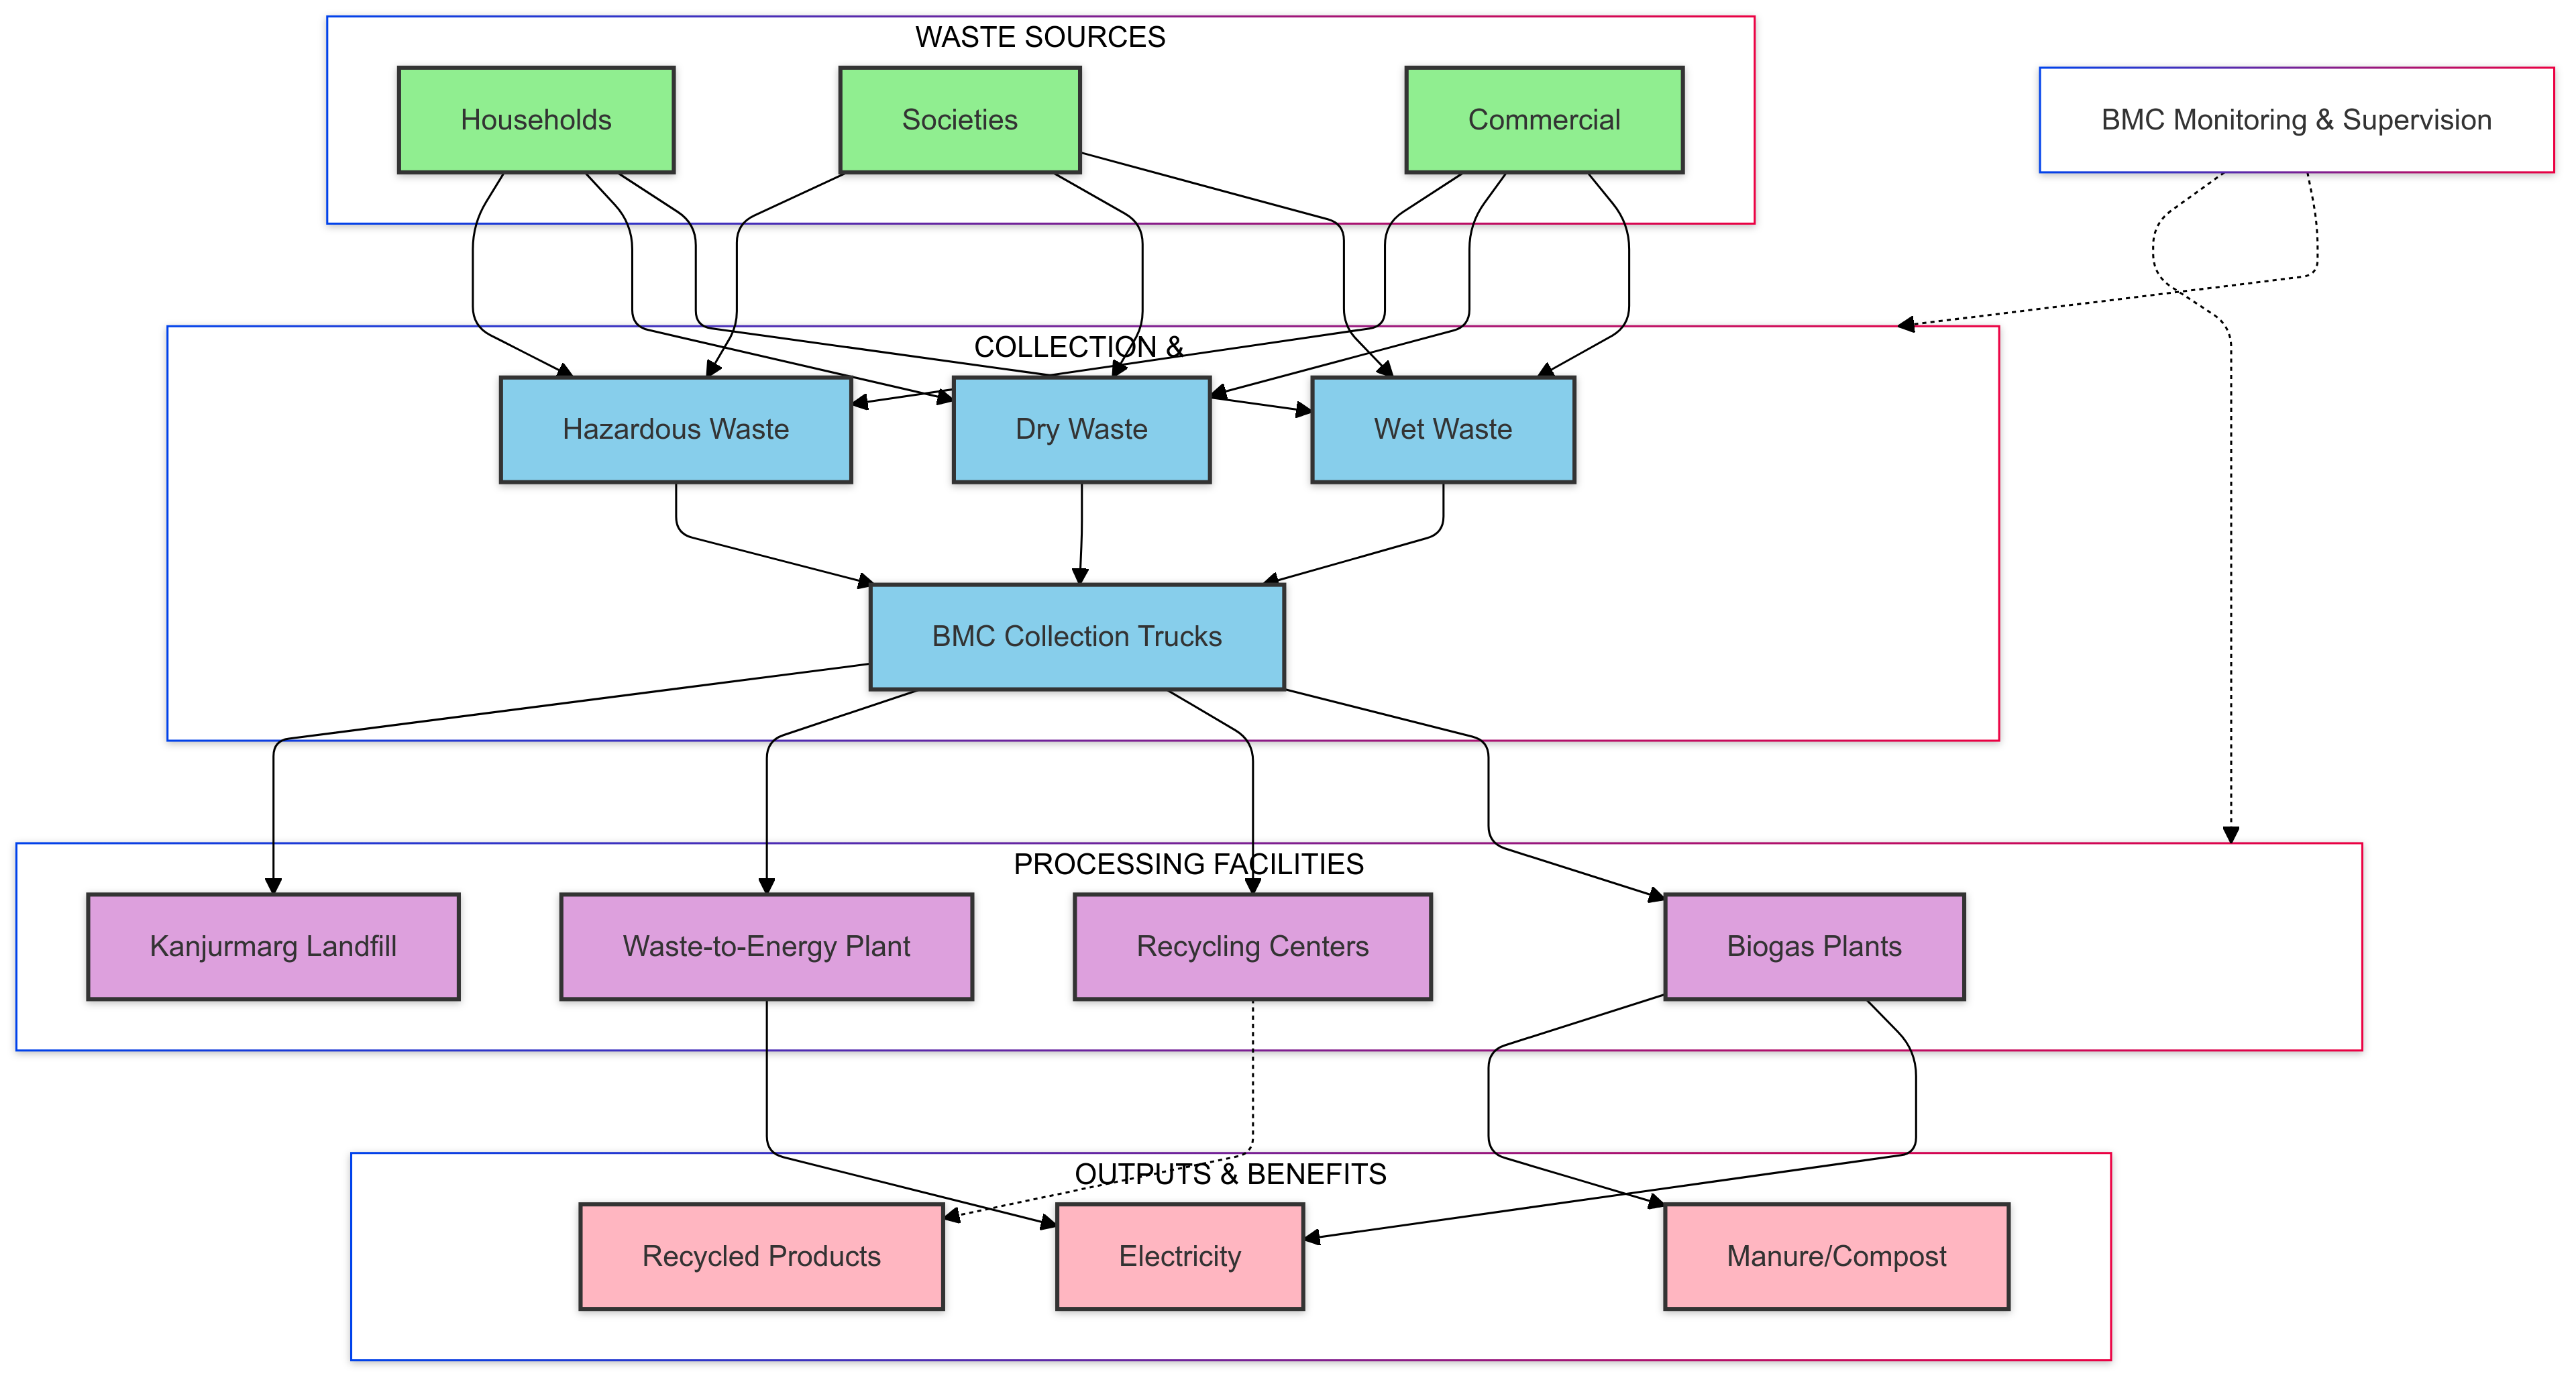 WASTE SOURCES
Households
Societies
Commercial
BMC Monitoring & Supervision
COLLECTION &
Hazardous Waste
Dry Waste
Wet Waste
BMC Collection Trucks
PROCESSING FACILITIES
Kanjurmarg Landfill
Waste-to-Energy Plant
Recycling Centers
Biogas Plants
OUTPUTS & BENEFITS
Recycled Products
Electricity
Manure/Compost